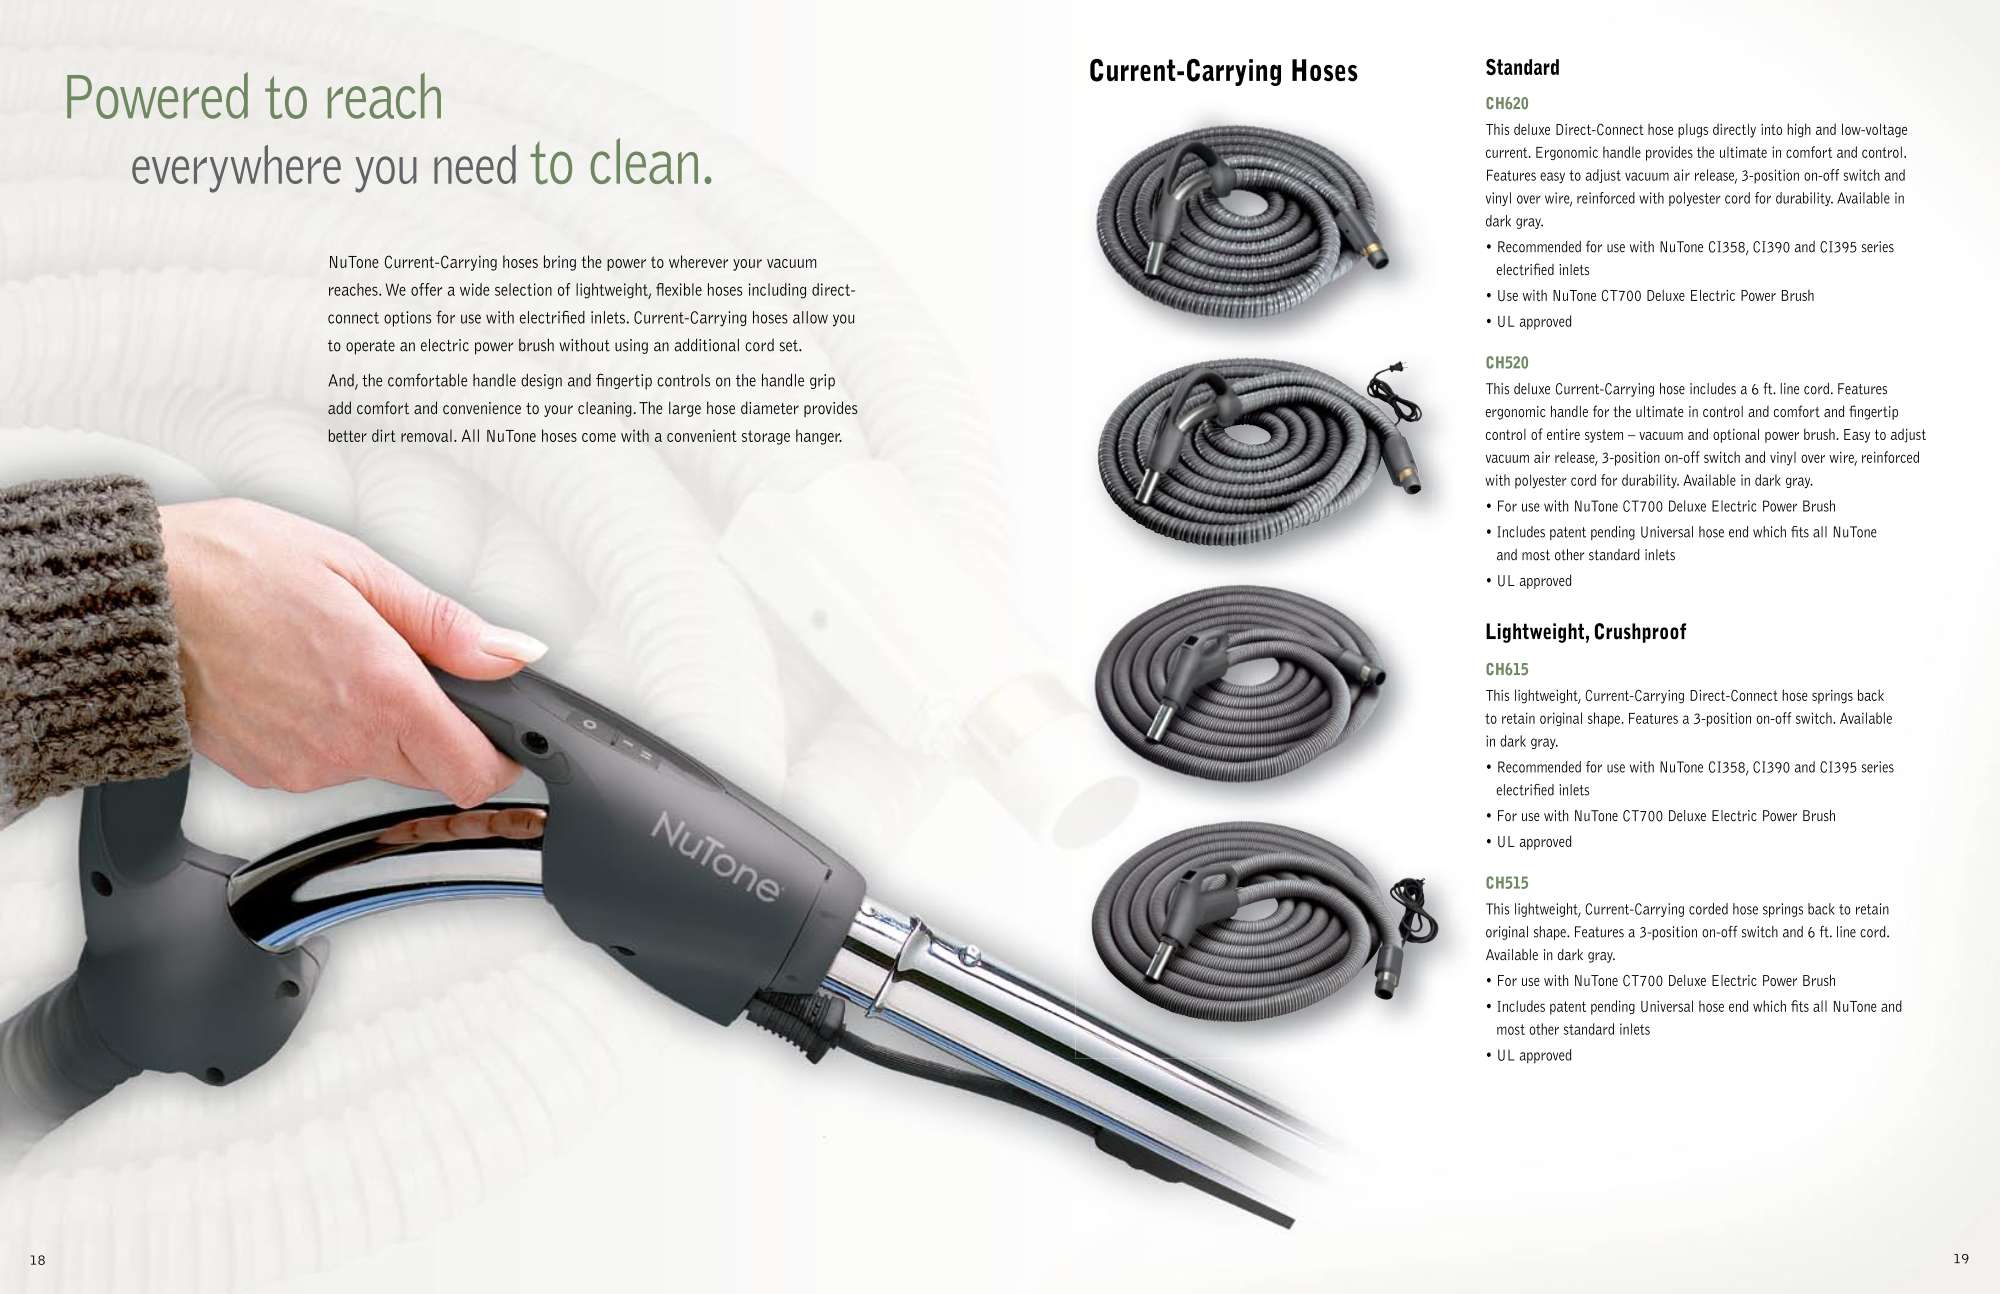 Powered to reach
everywhere you need to clean.
NuTone Current-Carrying hoses bring the power to wherever your vacuum
reaches. We offer a wide selection of lightweight, flexible hoses including direct-
connect options for use with electrified inlets. Current-Carrying hoses allow you
to operate an electric power brush without using an additional cord set.
And, the comfortable handle design and fingertip controls on the handle grip
add comfort and convenience to your cleaning. The large hose diameter provides
better dirt removal. All NuTone hoses come with a convenient storage hanger.
NuTone
18
Current-Carrying Hoses
Standard
CH620
This deluxe Direct-Connect hose plugs directly into high and low-voltage
current. Ergonomic handle provides the ultimate in comfort and control.
Features easy to adjust vacuum air release, 3-position on-off switch and
vinyl over wire, reinforced with polyester cord for durability. Available in
dark gray.
• Recommended for use with NuTone CI358, CI390 and CI395 series
electrified inlets
• Use with NuTone CT700 Deluxe Electric Power Brush
• UL approved
CH520
This deluxe Current-Carrying hose includes a 6 ft. line cord. Features
ergonomic handle for the ultimate in control and comfort and fingertip
control of entire system – vacuum and optional power brush. Easy to adjust
vacuum air release, 3-position on-off switch and vinyl over wire, reinforced
with polyester cord for durability. Available in dark gray.
• For use with NuTone CT700 Deluxe Electric Power Brush
• Includes patent pending Universal hose end which fits all NuTone
and most other standard inlets
• UL approved
Lightweight, Crushproof
CH615
This lightweight, Current-Carrying Direct-Connect hose springs back
to retain original shape. Features a 3-position on-off switch. Available
in dark gray.
• Recommended for use with NuTone CI358, CI390 and CI395 series
electrified inlets
• For use with NuTone CT700 Deluxe Electric Power Brush
• UL approved
CH515
This lightweight, Current-Carrying corded hose springs back to retain
original shape. Features a 3-position on-off switch and 6 ft. line cord.
Available in dark gray.
• For use with NuTone CT700 Deluxe Electric Power Brush
• Includes patent pending Universal hose end which fits all NuTone and
most other standard inlets
• UL approved
19